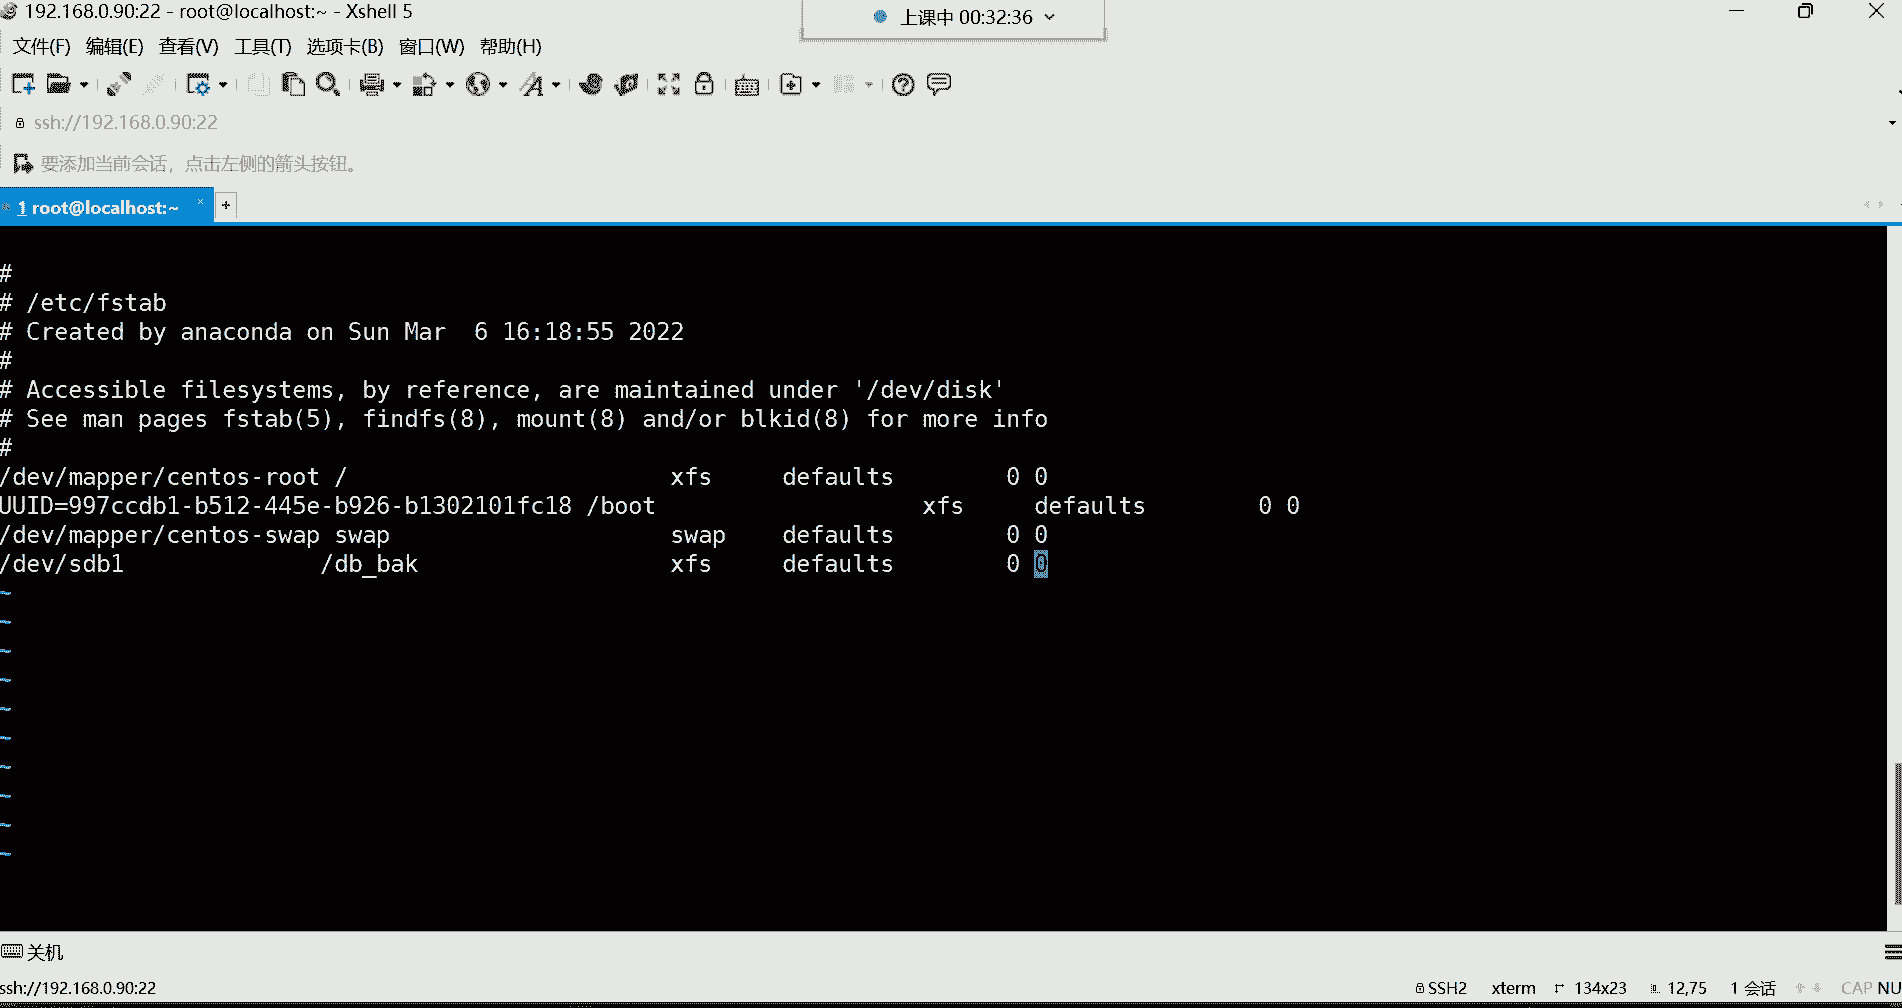 192.168.0.90:22 - root@localhost:~ - Xshell 5
上课中 00:32:36
文件(F) 编辑(E) 查看(V) 工具(T) 选项卡(B) 窗口(W) 帮助(H)
ssh://192.168.0.90:22
要添加当前会话，点击左侧的箭头按钮。
1 root@localhost:~ × +
#
# /etc/fstab
# Created by anaconda on Sun Mar  6 16:18:55 2022
#
# Accessible filesystems, by reference, are maintained under '/dev/disk'
# See man pages fstab(5), findfs(8), mount(8) and/or blkid(8) for more info
#
/dev/mapper/centos-root /                       xfs     defaults        0 0
UUID=997ccdb1-b512-445e-b926-b1302101fc18 /boot                   xfs     defaults        0 0
/dev/mapper/centos-swap swap                    swap    defaults        0 0
/dev/sdb1              /db_bak                  xfs     defaults        0 0
~
~
~
~
~
~
~
~
~
~
关机
ssh://192.168.0.90:22 SSH2 xterm 134x23 12,75 1 会话 CAP NU